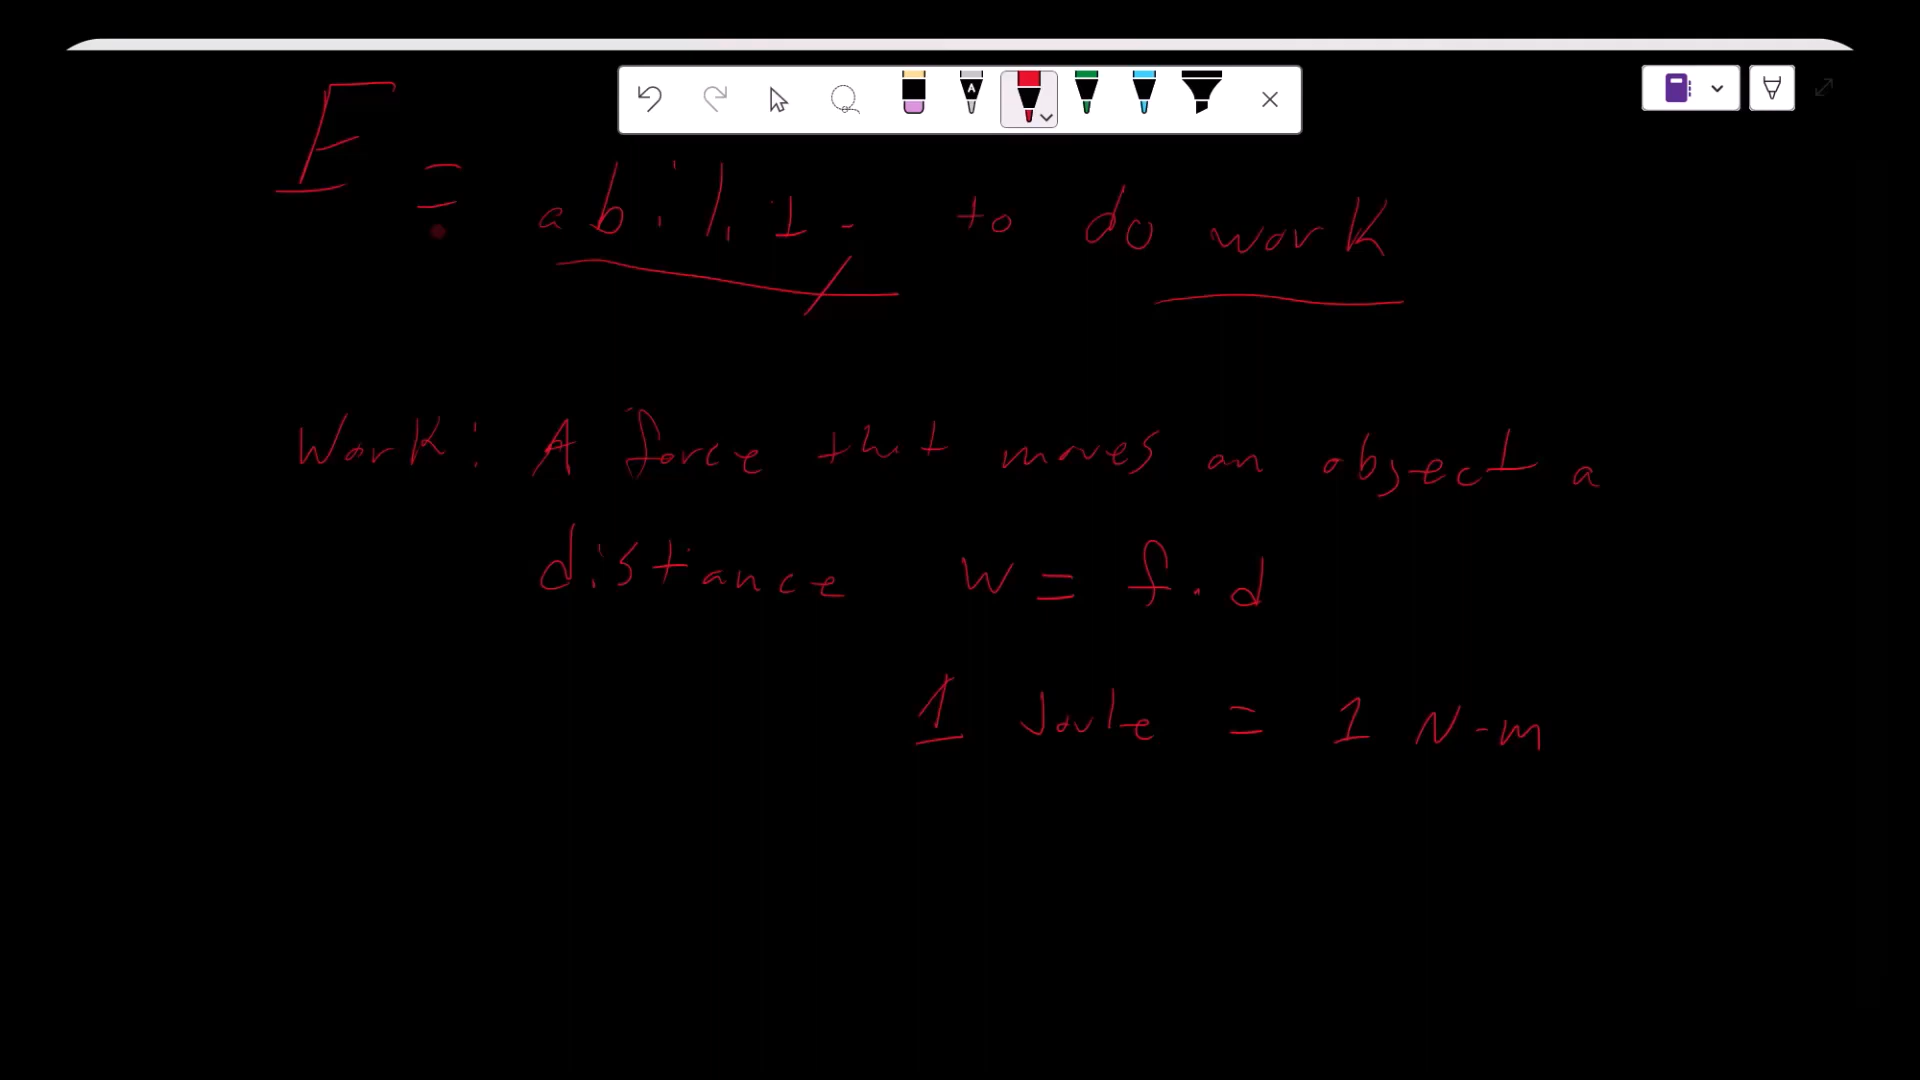 E = ability to do work
Work: A force that moves an object a
distance W = f . d
1 Joule = 1 N-m